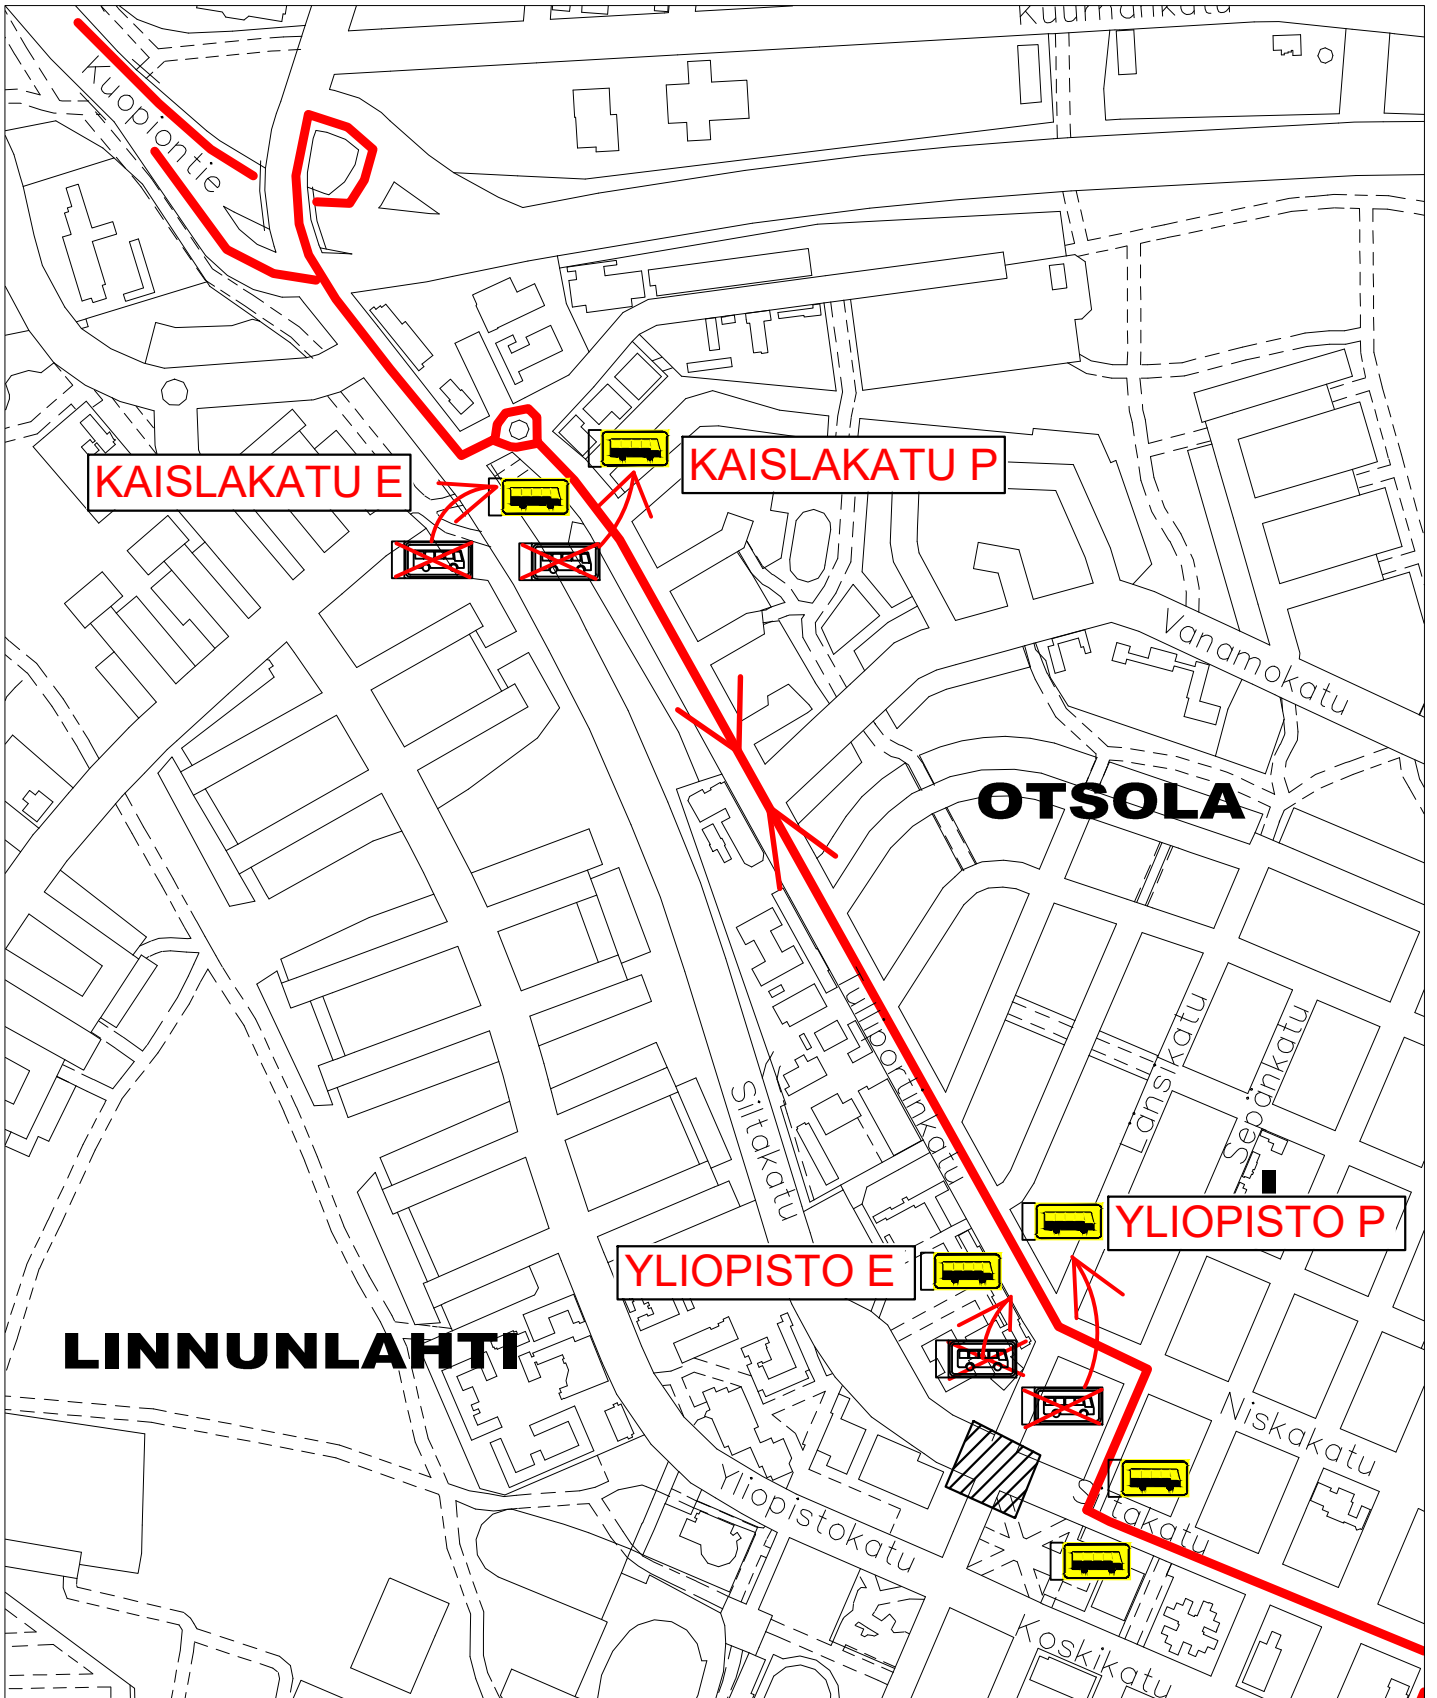 Kuurnankatu
Kuopiontie
KAISLAKATU E
KAISLAKATU P
Vanamokatu
OTSOLA
Tulliportinkatu
Länsikatu
Sepänkatu
Siltakatu
YLIOPISTO P
YLIOPISTO E
LINNUNLAHTI
Niskakatu
Yliopistokatu
Siltakatu
Koskikatu